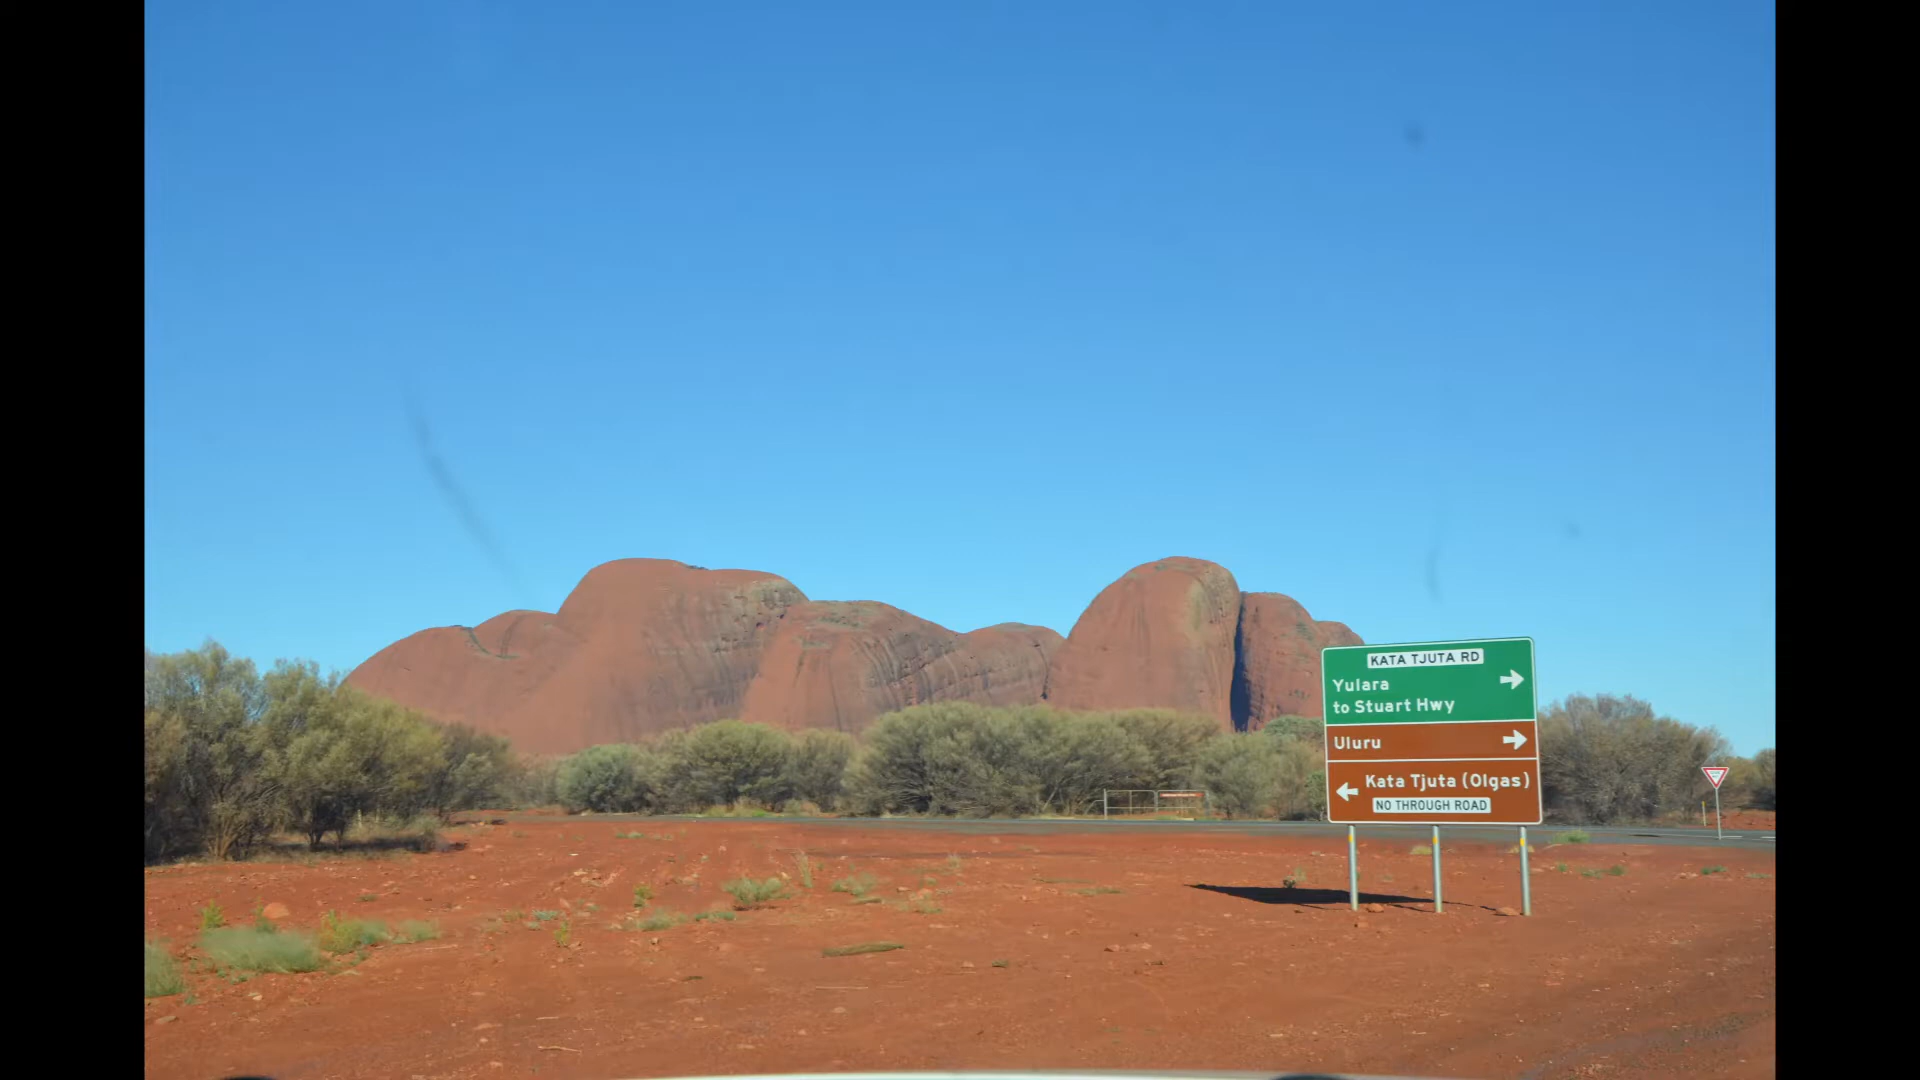 KATA TJUTA RD
Yulara
to Stuart Hwy
Uluru
Kata Tjuta (Olgas)
NO THROUGH ROAD